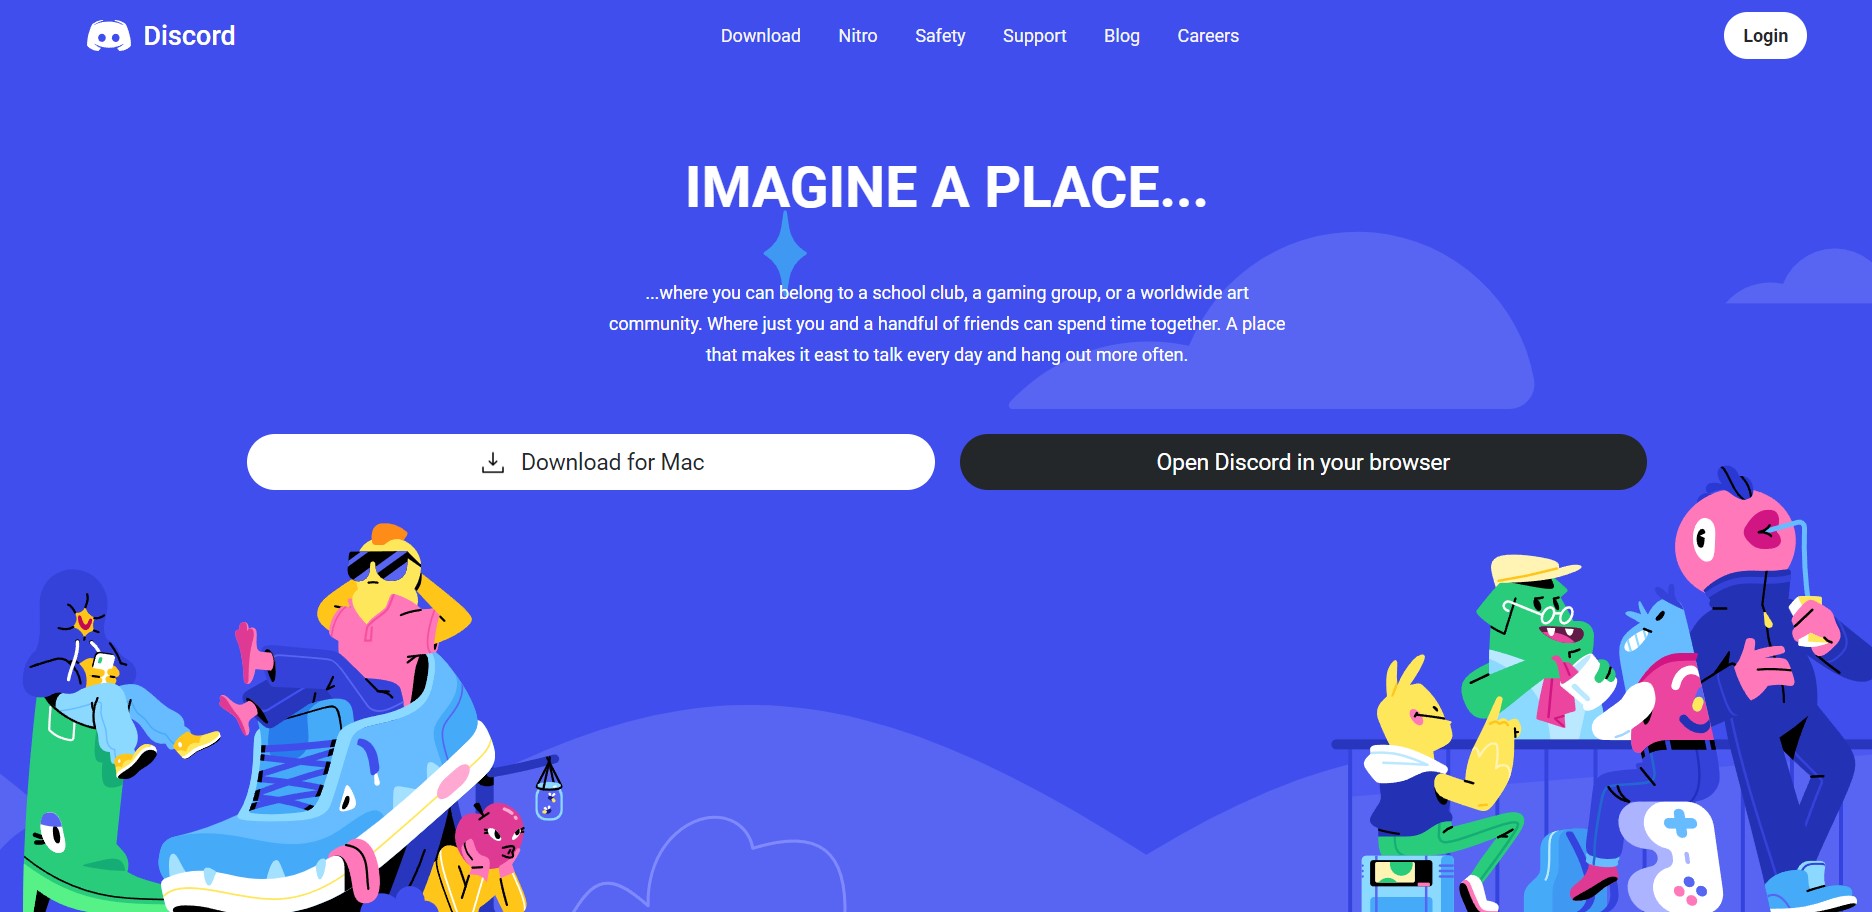 Discord
Download Nitro Safety Support Blog Careers
Login
IMAGINE A PLACE...
...where you can belong to a school club, a gaming group, or a worldwide art
community. Where just you and a handful of friends can spend time together. A place
that makes it east to talk every day and hang out more often.
Download for Mac
Open Discord in your browser